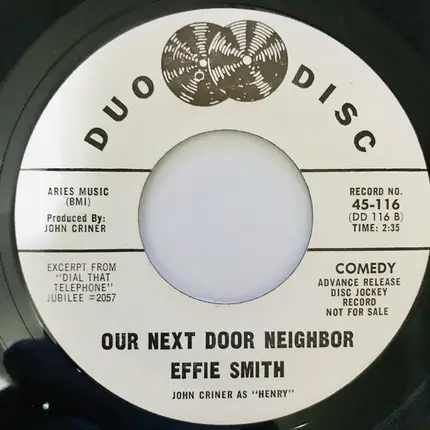 DUO DISC
ARIES MUSIC
(BMI)
Produced By:
JOHN CRINER
RECORD NO.
45-116
(DD 116 B)
TIME: 2:35
EXCERPT FROM
"DIAL THAT
TELEPHONE"
JUBILEE #2057
COMEDY
ADVANCE RELEASE
DISC JOCKEY
RECORD
NOT FOR SALE
OUR NEXT DOOR NEIGHBOR
EFFIE SMITH
JOHN CRINER AS "HENRY"